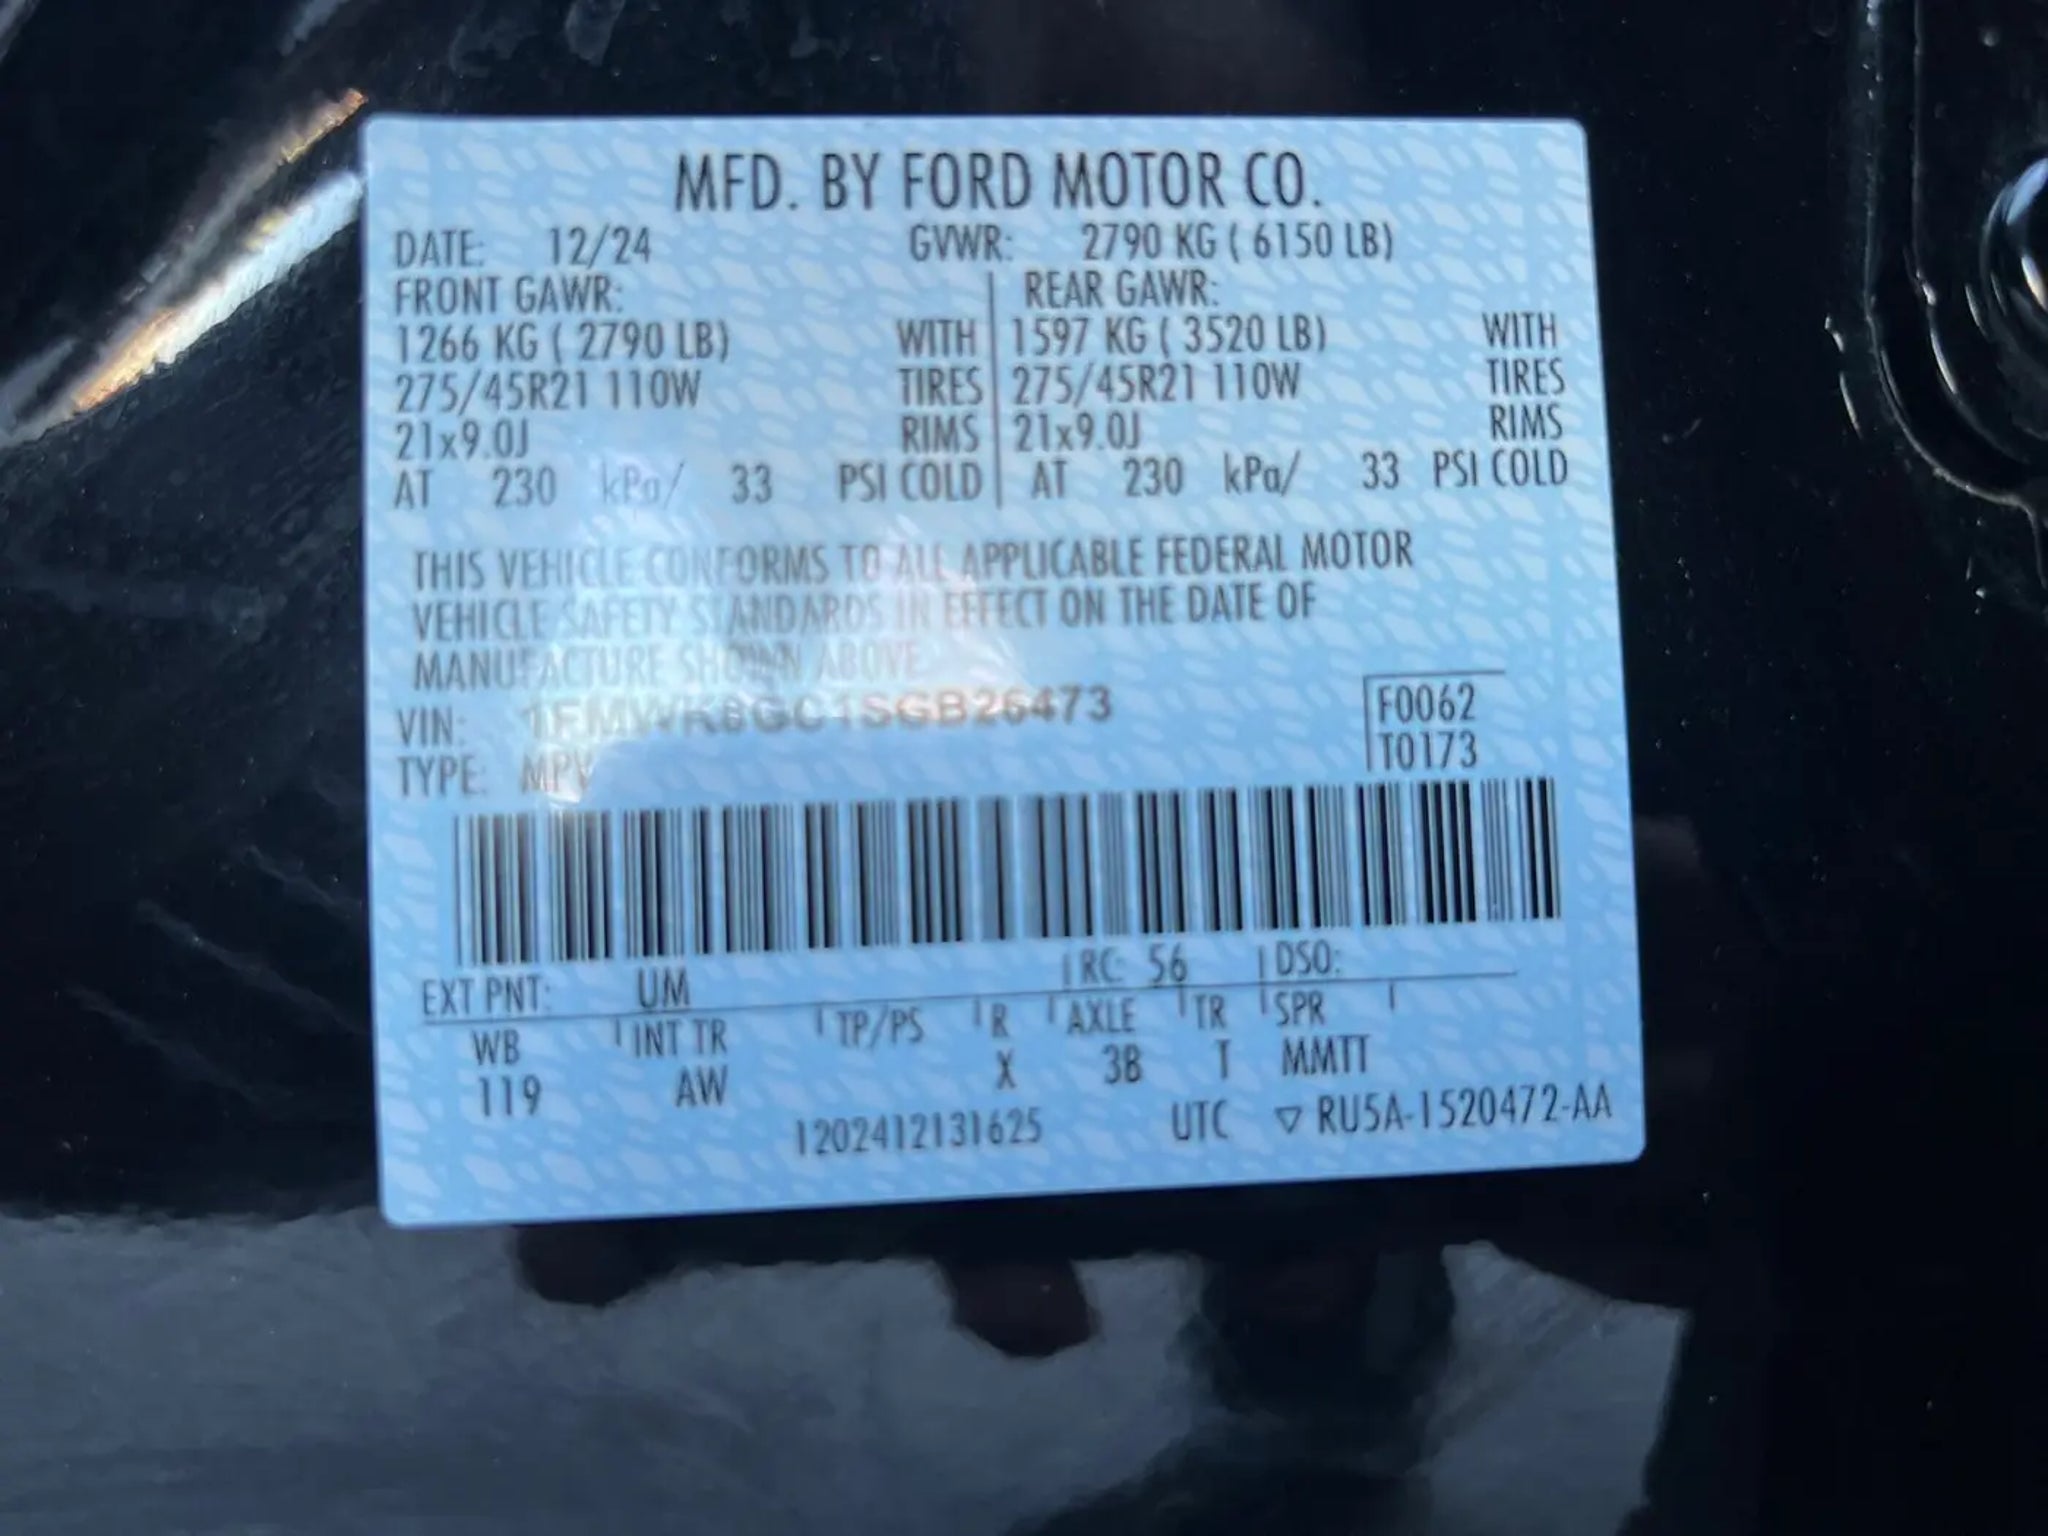 MFD. BY FORD MOTOR CO.
DATE: 12/24 GVWR: 2790 KG ( 6150 LB)
FRONT GAWR: REAR GAWR:
1266 KG ( 2790 LB) WITH 1597 KG ( 3520 LB) WITH
275/45R21 110W TIRES 275/45R21 110W TIRES
21x9.0J RIMS 21x9.0J RIMS
AT 230 kPa/ 33 PSI COLD AT 230 kPa/ 33 PSI COLD
THIS VEHICLE CONFORMS TO ALL APPLICABLE FEDERAL MOTOR
VEHICLE SAFETY STANDARDS IN EFFECT ON THE DATE OF
MANUFACTURE SHOWN ABOVE
VIN: 1FMWK8GC1SGB26473 F0062
TYPE: MPV T0173
EXT PNT: UM RC: 56 DSO:
WB INT TR TP/PS R AXLE TR SPR
119 AW X 3B T MMTT
1202412131625 UTC ▽ RU5A-1520472-AA